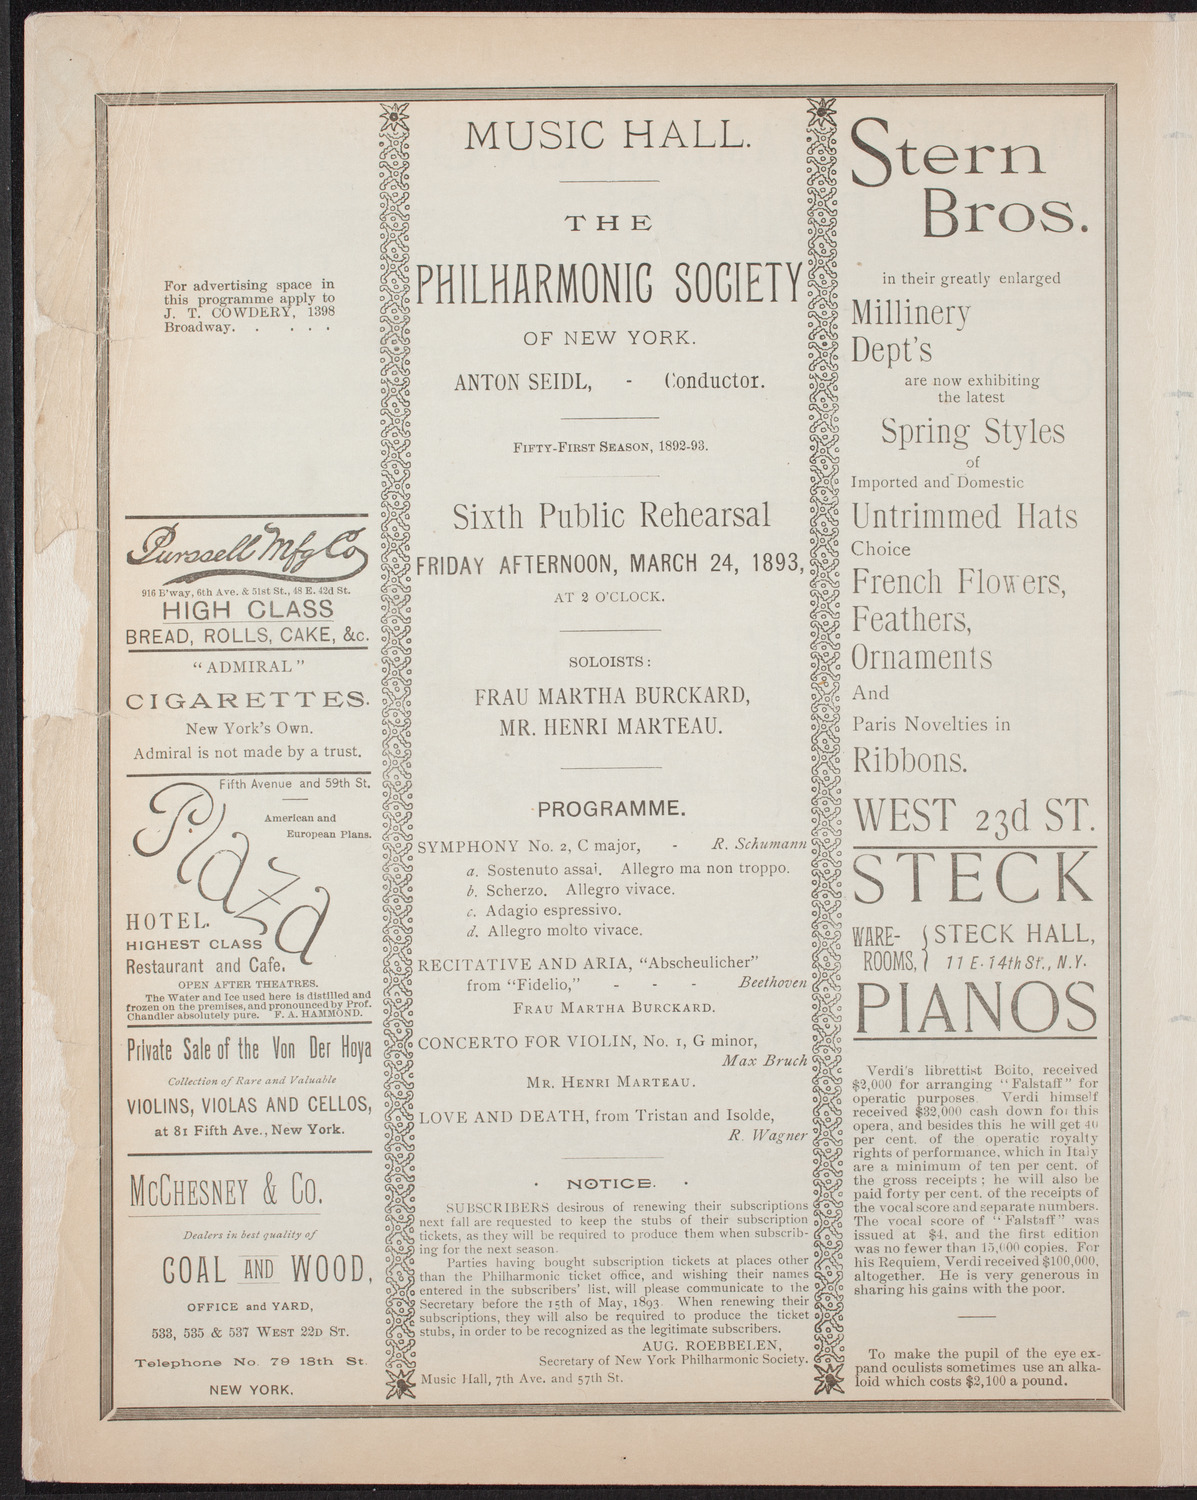 For advertising space in
this programme apply to
J. T. COWDERY, 1398
Broadway. . . . .
Purssell Mfg Co
916 B'way, 6th Ave. & 51st St., 48 E. 42d St.
HIGH CLASS
BREAD, ROLLS, CAKE, &c.
"ADMIRAL"
CIGARETTES.
New York's Own.
Admiral is not made by a trust.
Fifth Avenue and 59th St.
American and
European Plans.
Plaza
HOTEL.
HIGHEST CLASS
Restaurant and Cafe.
OPEN AFTER THEATRES.
The Water and Ice used here is distilled and
frozen on the premises, and pronounced by Prof.
Chandler absolutely pure. F. A. HAMMOND.
Private Sale of the Von Der Hoya
Collection of Rare and Valuable
VIOLINS, VIOLAS AND CELLOS,
at 81 Fifth Ave., New York.
McCHESNEY & CO.
Dealers in best quality of
COAL AND WOOD,
OFFICE and YARD,
533, 535 & 537 WEST 22D ST.
Telephone No. 79 18th St.
NEW YORK.
MUSIC HALL.
THE
PHILHARMONIC SOCIETY
OF NEW YORK.
ANTON SEIDL, - Conductor.
FIFTY-FIRST SEASON, 1892-93.
Sixth Public Rehearsal
FRIDAY AFTERNOON, MARCH 24, 1893,
AT 2 O'CLOCK.
SOLOISTS:
FRAU MARTHA BURCKARD,
MR. HENRI MARTEAU.
PROGRAMME.
SYMPHONY No. 2, C major, - R. Schumann
a. Sostenuto assai. Allegro ma non troppo.
b. Scherzo. Allegro vivace.
c. Adagio espressivo.
d. Allegro molto vivace.
RECITATIVE AND ARIA, "Abscheulicher"
from "Fidelio," - - - Beethoven
FRAU MARTHA BURCKARD.
CONCERTO FOR VIOLIN, No. 1, G minor,
Max Bruch
MR. HENRI MARTEAU.
LOVE AND DEATH, from Tristan and Isolde,
R. Wagner
· NOTICE. ·
SUBSCRIBERS desirous of renewing their subscriptions
next fall are requested to keep the stubs of their subscription
tickets, as they will be required to produce them when subscrib-
ing for the next season.
Parties having bought subscription tickets at places other
than the Philharmonic ticket office, and wishing their names
entered in the subscribers' list, will please communicate to the
Secretary before the 15th of May, 1893. When renewing their
subscriptions, they will also be required to produce the ticket
stubs, in order to be recognized as the legitimate subscribers.
AUG. ROEBBELEN,
Secretary of New York Philharmonic Society.
Music Hall, 7th Ave. and 57th St.
Stern
Bros.
in their greatly enlarged
Millinery
Dept's
are now exhibiting
the latest
Spring Styles
of
Imported and Domestic
Untrimmed Hats
Choice
French Flowers,
Feathers,
Ornaments
And
Paris Novelties in
Ribbons.
WEST 23d ST.
STECK
WARE- { STECK HALL,
ROOMS, { 11 E. 14th St., N.Y.
PIANOS
Verdi's librettist Boito, received
$2,000 for arranging "Falstaff" for
operatic purposes. Verdi himself
received $32,000 cash down for this
opera, and besides this he will get 40
per cent. of the operatic royalty
rights of performance, which in Italy
are a minimum of ten per cent. of
the gross receipts; he will also be
paid forty per cent. of the receipts of
the vocal score and separate numbers.
The vocal score of "Falstaff" was
issued at $4, and the first edition
was no fewer than 15,000 copies. For
his Requiem, Verdi received $100,000,
altogether. He is very generous in
sharing his gains with the poor.
To make the pupil of the eye ex-
pand oculists sometimes use an alka-
loid which costs $2,100 a pound.